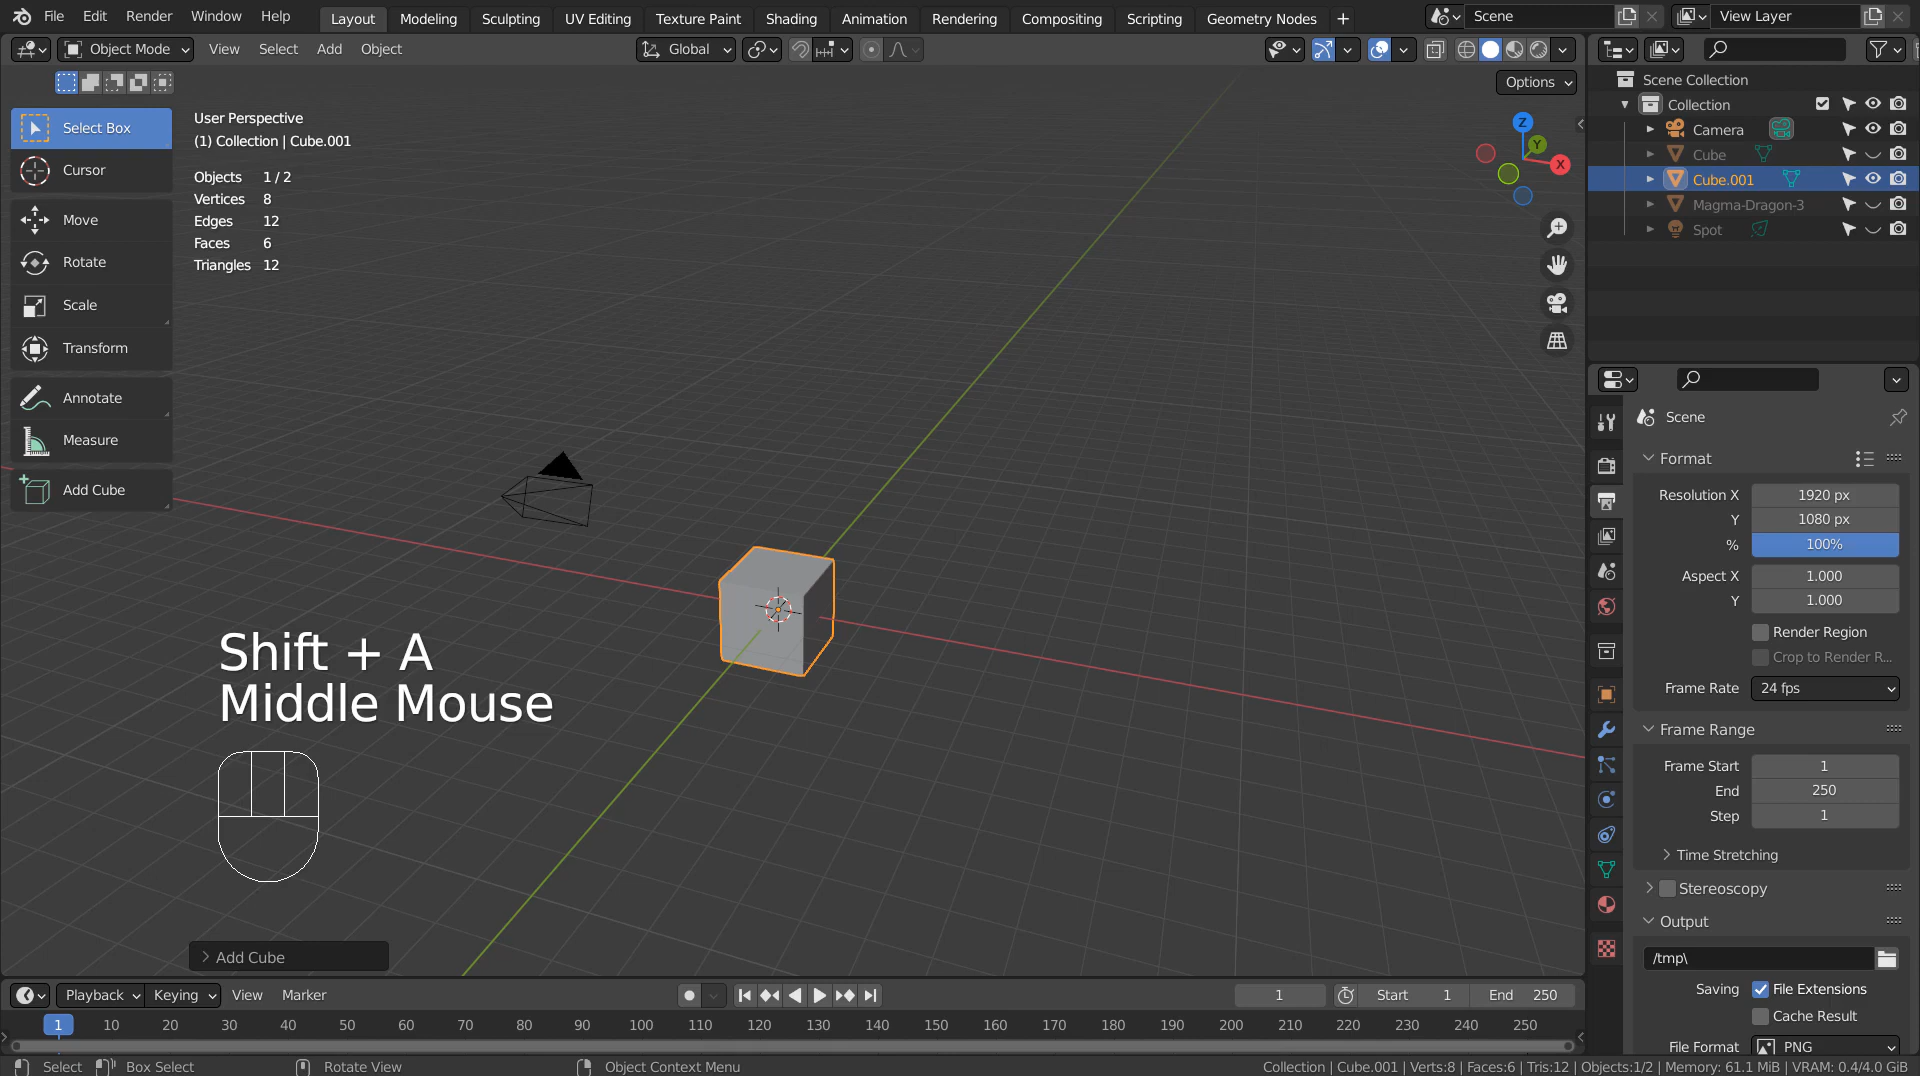 File Edit Render Window Help Layout Modeling Sculpting UV Editing Texture Paint Shading Animation Rendering Compositing Scripting Geometry Nodes + Scene View Layer
Object Mode View Select Add Object Global
Options
Select Box
Cursor
Move
Rotate
Scale
Transform
Annotate
Measure
Add Cube
User Perspective
(1) Collection | Cube.001
Objects 1 / 2
Vertices 8
Edges 12
Faces 6
Triangles 12
Z
Y
X
Shift + A
Middle Mouse
Add Cube
Scene Collection
Collection
Camera
Cube
Cube.001
Magma-Dragon-3
Spot
Scene
Format
Resolution X 1920 px
Y 1080 px
% 100%
Aspect X 1.000
Y 1.000
Render Region
Crop to Render R...
Frame Rate 24 fps
Frame Range
Frame Start 1
End 250
Step 1
Time Stretching
Stereoscopy
Output
/tmp\
Saving File Extensions
Cache Result
File Format PNG
Playback Keying View Marker 1 Start 1 End 250
1 10 20 30 40 50 60 70 80 90 100 110 120 130 140 150 160 170 180 190 200 210 220 230 240 250
Select Box Select Rotate View Object Context Menu Collection | Cube.001 | Verts:8 | Faces:6 | Tris:12 | Objects:1/2 | Memory: 61.1 MiB | VRAM: 0.4/4.0 GiB